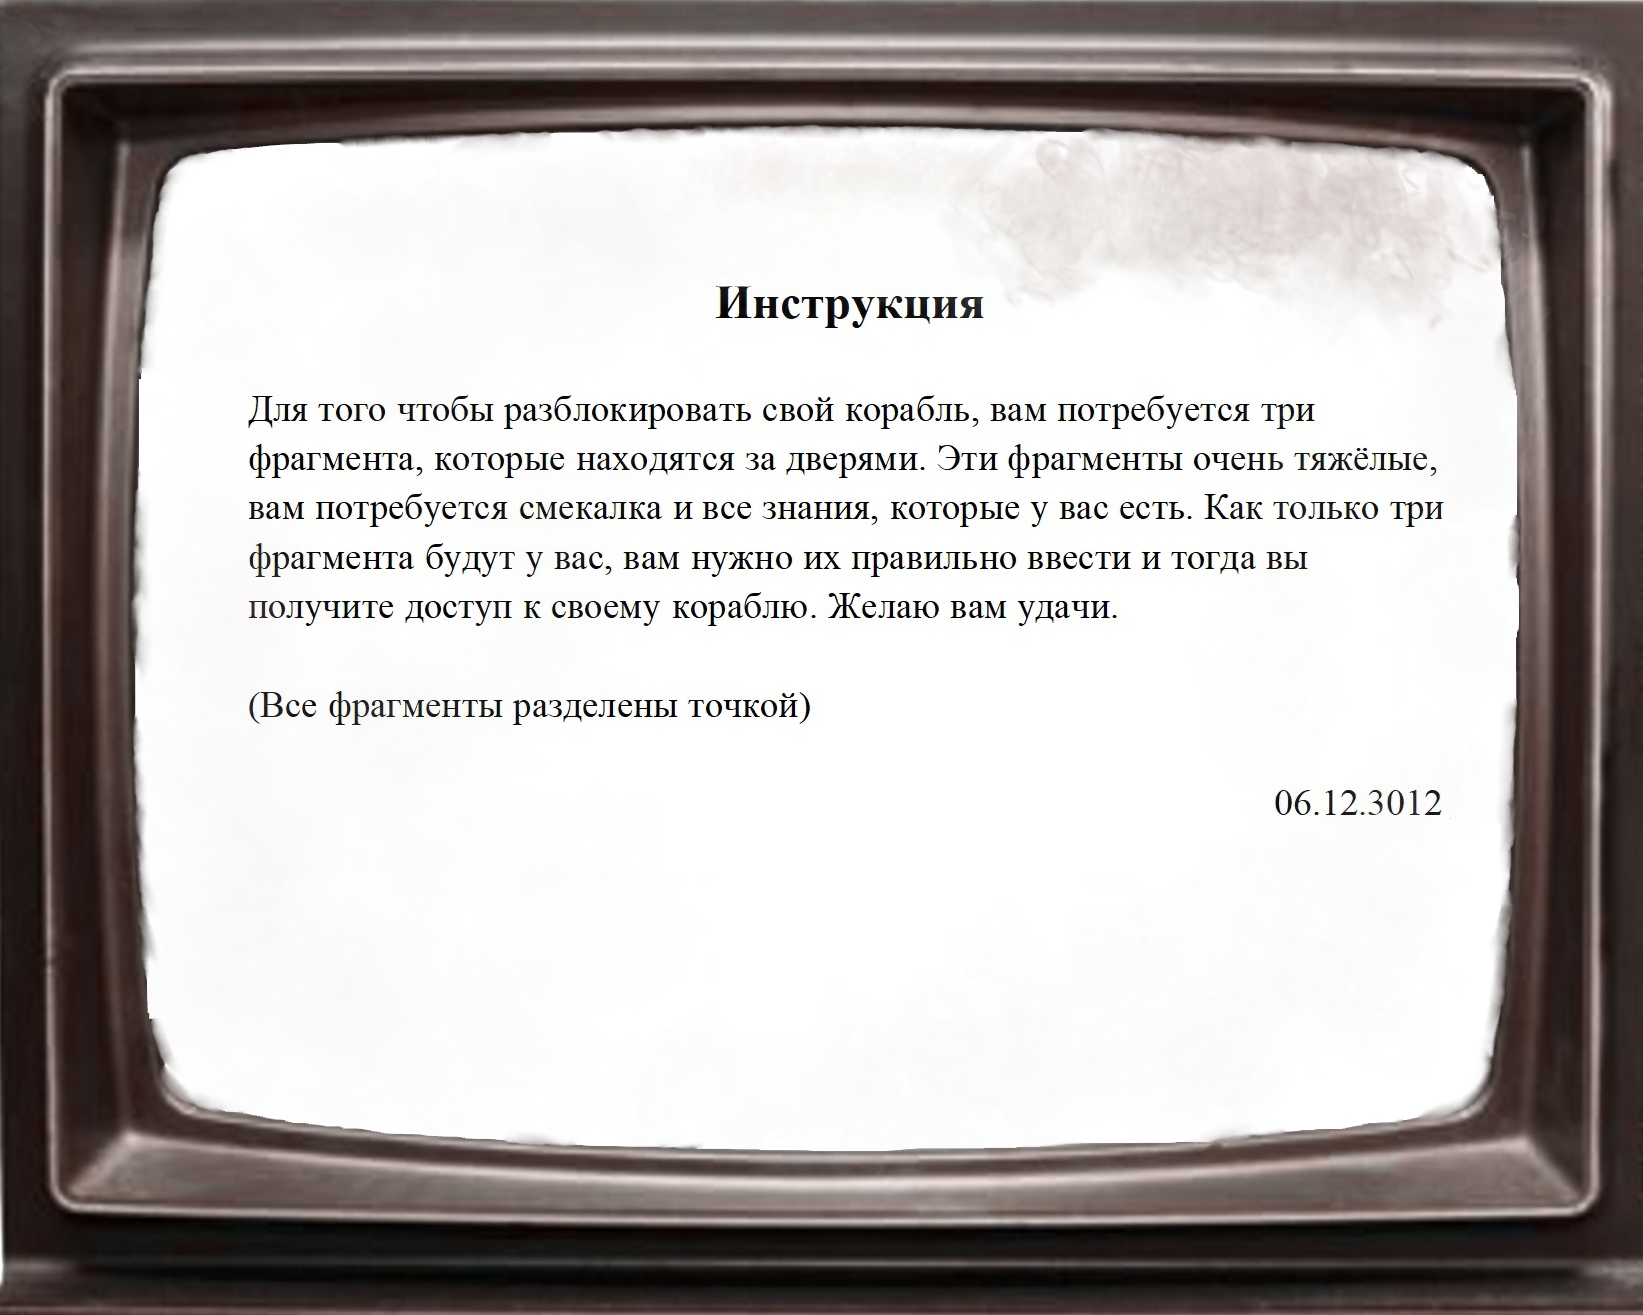 Инструкция
Для того чтобы разблокировать свой корабль, вам потребуется три
фрагмента, которые находятся за дверями. Эти фрагменты очень тяжёлые,
вам потребуется смекалка и все знания, которые у вас есть. Как только три
фрагмента будут у вас, вам нужно их правильно ввести и тогда вы
получите доступ к своему кораблю. Желаю вам удачи.
(Все фрагменты разделены точкой)
06.12.3012